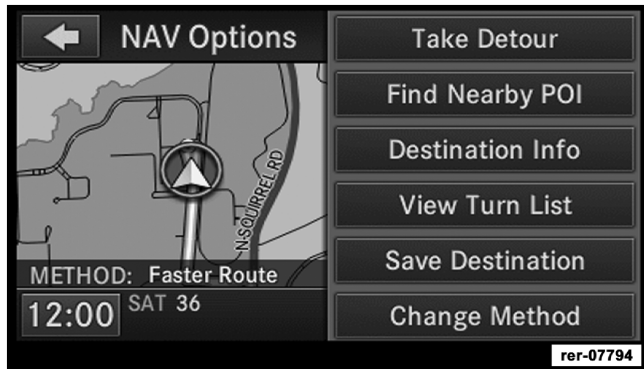 NAV Options
N-SQUIRREL RD
METHOD: Faster Route
12:00 SAT 36
Take Detour
Find Nearby POI
Destination Info
View Turn List
Save Destination
Change Method
rer-07794